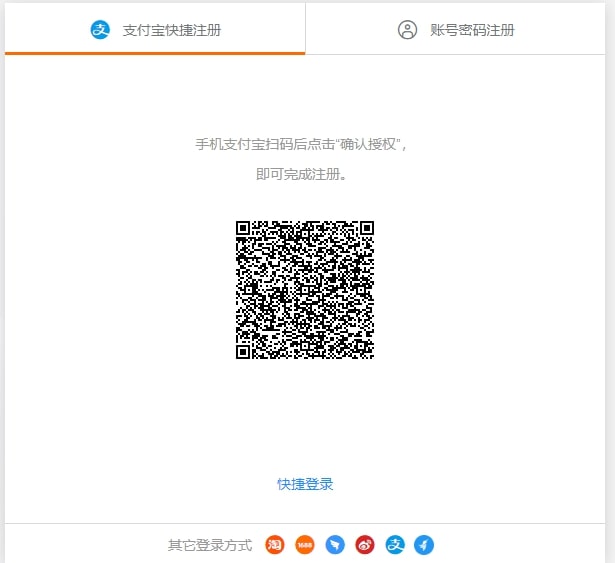 支付宝快捷注册
账号密码注册
手机支付宝扫码后点击“确认授权”，
即可完成注册。
快捷登录
其它登录方式 淘 1688 支